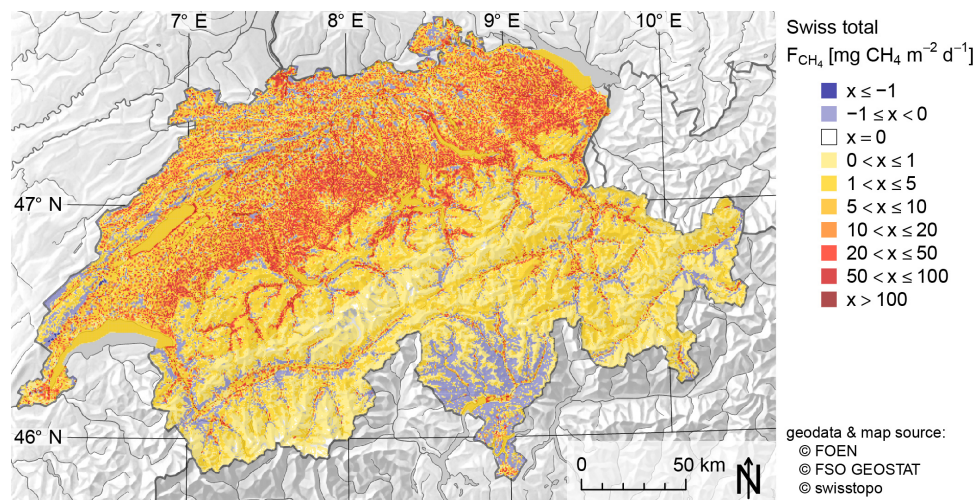 7° E 8° E 9° E 10° E
47° N
46° N
0 50 km
N
Swiss total
F_CH₄ [mg CH₄ m⁻² d⁻¹]
x ≤ −1
−1 ≤ x < 0
x = 0
0 < x ≤ 1
1 < x ≤ 5
5 < x ≤ 10
10 < x ≤ 20
20 < x ≤ 50
50 < x ≤ 100
x > 100
geodata & map source:
© FOEN
© FSO GEOSTAT
© swisstopo